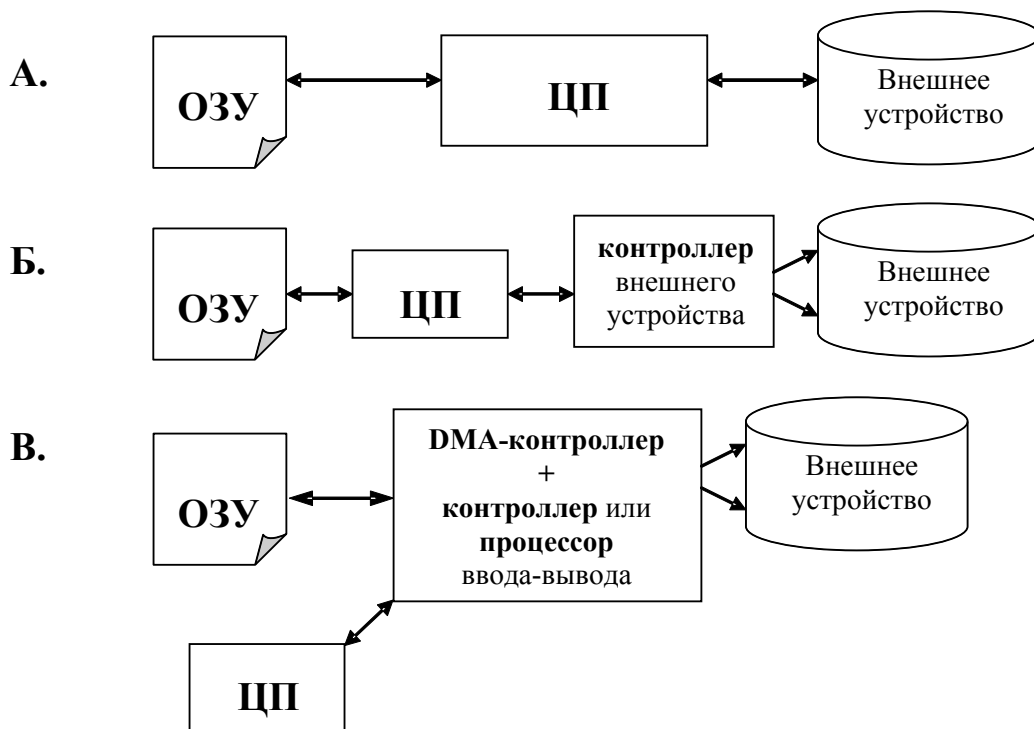 А.
ОЗУ
ЦП
Внешнее
устройство
Б.
ОЗУ
ЦП
контроллер
внешнего
устройства
Внешнее
устройство
В.
ОЗУ
DMA-контроллер
+
контроллер или
процессор
ввода-вывода
Внешнее
устройство
ЦП